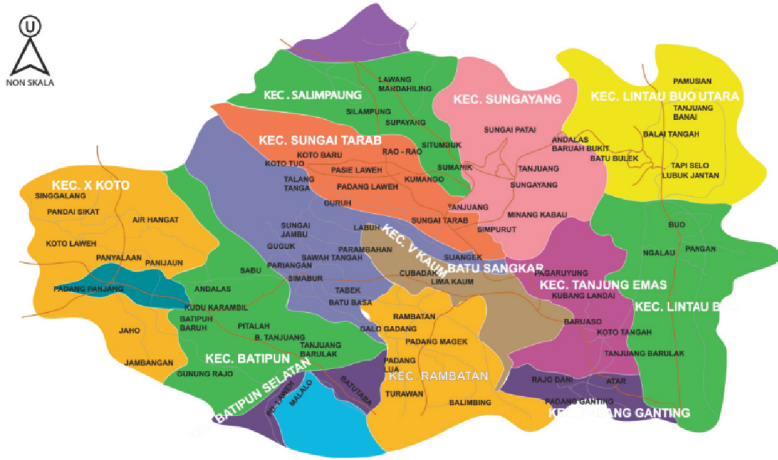 U
NON SKALA
KEC. SALIMPAUNG
LAWANG
MANDAHILING
SILAMPUNG
SUPAYANG
SITUMBUK
SUMANIK
KEC. SUNGAYANG
SUNGAI PATAI
ANDALAS
BARUAH BUKIT
TANJUANG
SUNGAYANG
MINANG KABAU
KEC. LINTAU BUO UTARA
PAMUSIAN
TANJUANG
BANAI
BALAI TANGAH
BATU BULEK
TAPI SELO
LUBUK JANTAN
KEC. SUNGAI TARAB
KOTO BARU
RAO - RAO
KOTO TUO
PASIE LAWEH
KUMANGO
TALANG
TANGA
PADANG LAWEH
GURUH
TANJUANG
SUNGAI TARAB
SIMPURUT
KEC. X KOTO
SINGGALANG
PANDAI SIKAT
AIR HANGAT
KOTO LAWEH
PANYALAAN
PANIJAUN
PADANG PANJANG
JAHO
JAMBANGAN
SUNGAI
JAMBU
LABUH
GUGUK
PARAMBAHAN
SAWAH TANGAH
PARIANGAN
SIMABUR
TABEK
BATU BASA
SABU
ANDALAS
KUDU KARAMBIL
BATIPUH
BARUH
PITALAH
B. TANJUANG
TANJUANG
BARULAK
KEC. BATIPUN
GUNUNG RAJO
KEC. V KAUM
SIJANGEK
BATU SANGKAR
CUBADAK
LIMA KAUM
PAGARUYUNG
KEC. TANJUNG EMAS
KUBANG LANDAI
BARUASO
KOTO TANGAH
TANJUANG BARULAK
BUO
NGALAU
PANGAN
KEC. LINTAU B
RAMBATAN
GALO GADANG
PADANG MAGEK
PADANG
LUA
KEC. RAMBATAN
TURAWAN
BALIMBING
BATIPUN SELATAN
MALALO
BATUTABA
RAJO DANI
ATAR
PADANG GANTING